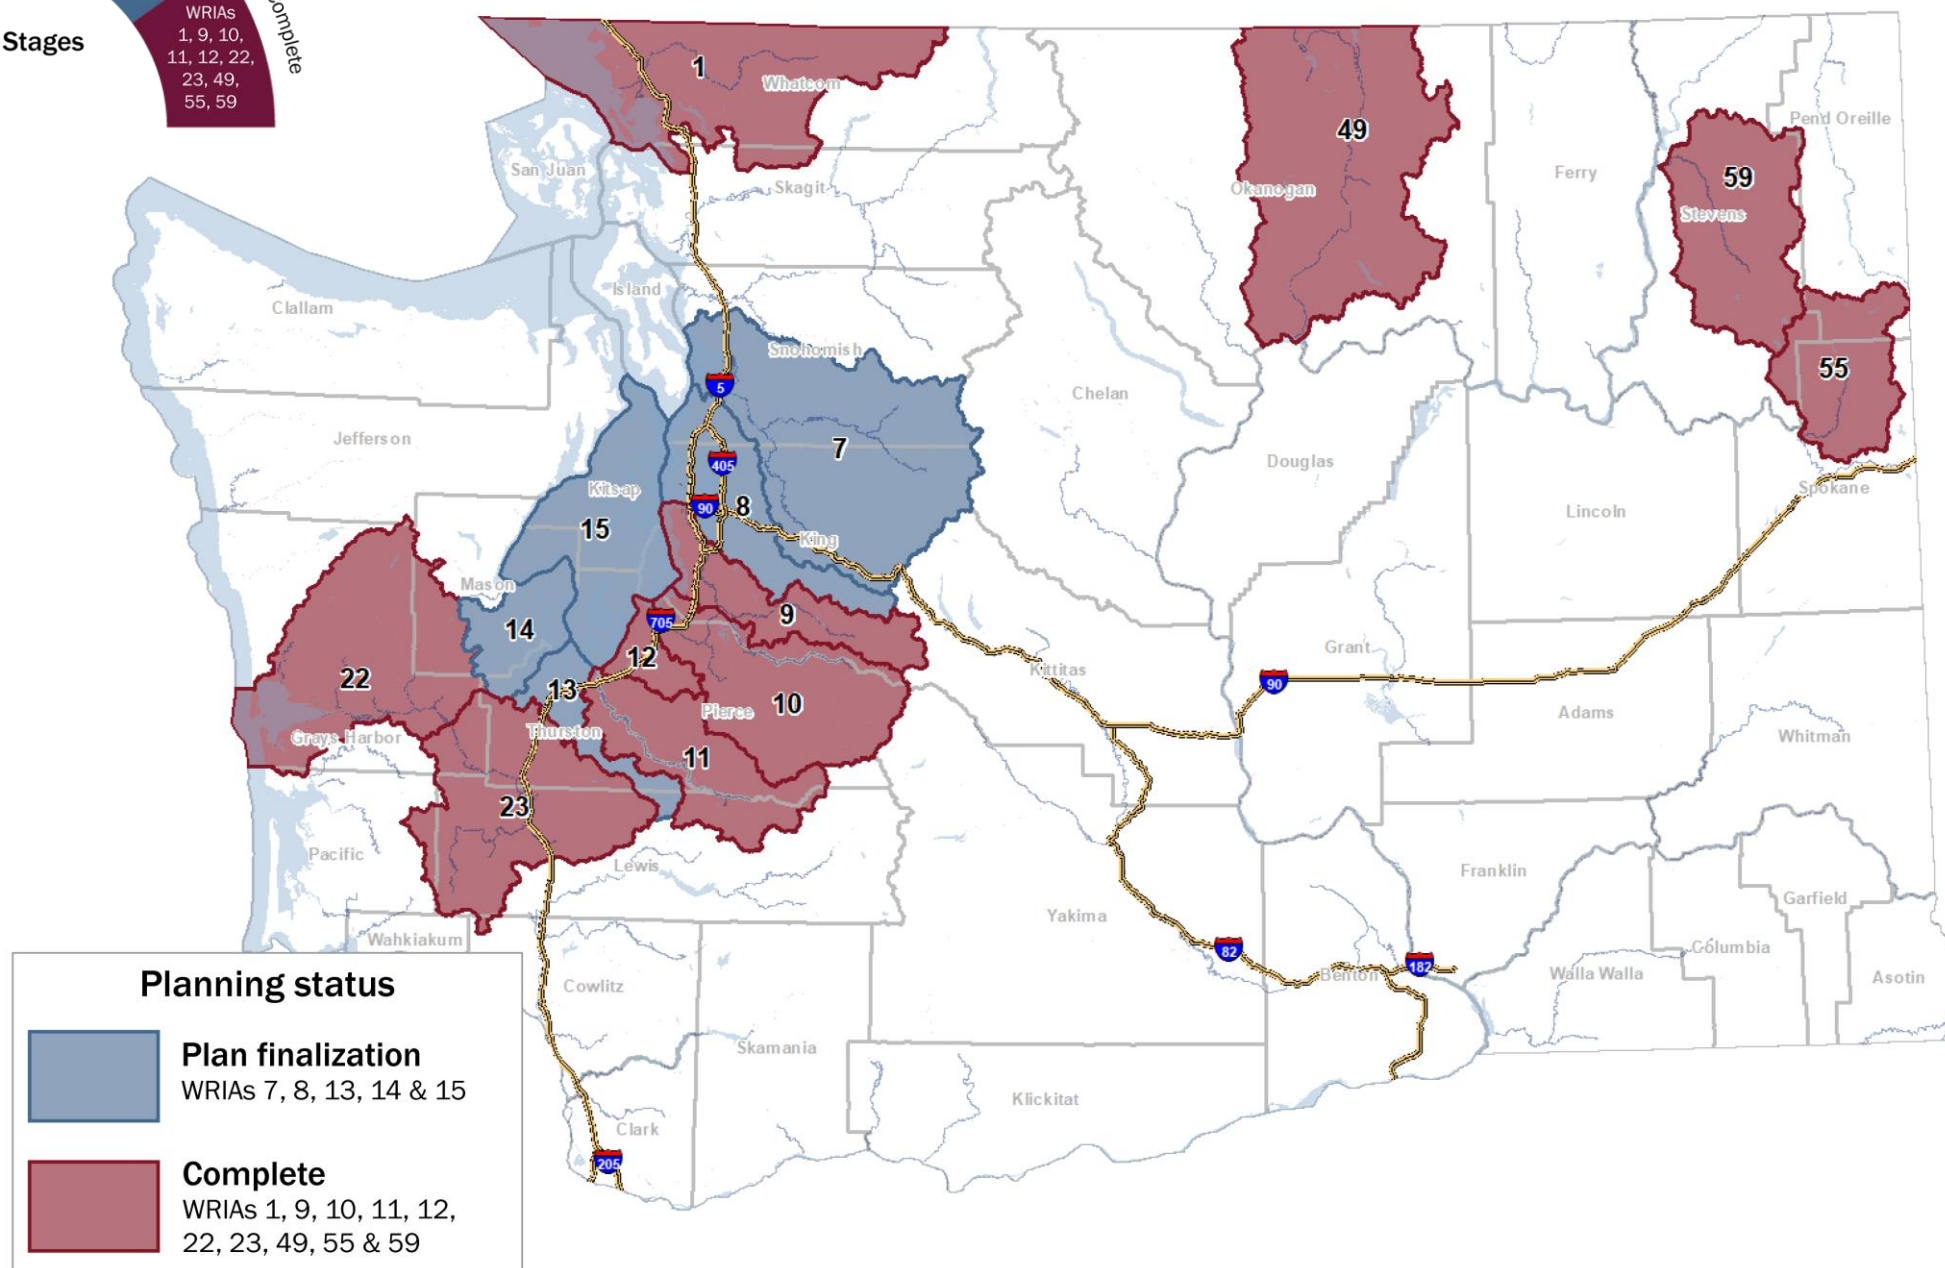 Stages
WRIAs
1, 9, 10,
11, 12, 22,
23, 49,
55, 59
1
Whatcom
49
Okanogan
Ferry
Pend Oreille
59
Stevens
San Juan
Skagit
Island
Clallam
Snohomish
5
55
Chelan
Jefferson
7
405
Douglas
Kitsap
90
8
Spokane
Lincoln
15
King
Mason
14
9
705
12
Grant
22
13
Kittitas
90
10
Pierce
Adams
Grays Harbor
Thurston
Whitman
11
23
Pacific
Lewis
Franklin
Garfield
Yakima
Wahkiakum
82
182
Columbia
Benton
Walla Walla
Asotin
Cowlitz
Skamania
Klickitat
Clark
205
Planning status
Plan finalization
WRIAs 7, 8, 13, 14 & 15
Complete
WRIAs 1, 9, 10, 11, 12,
22, 23, 49, 55 & 59